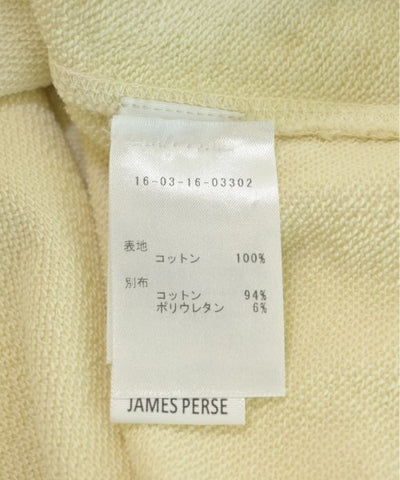 16-03-16-03302
表地
コットン 100%
別布
コットン 94%
ポリウレタン 6%
JAMES PERSE